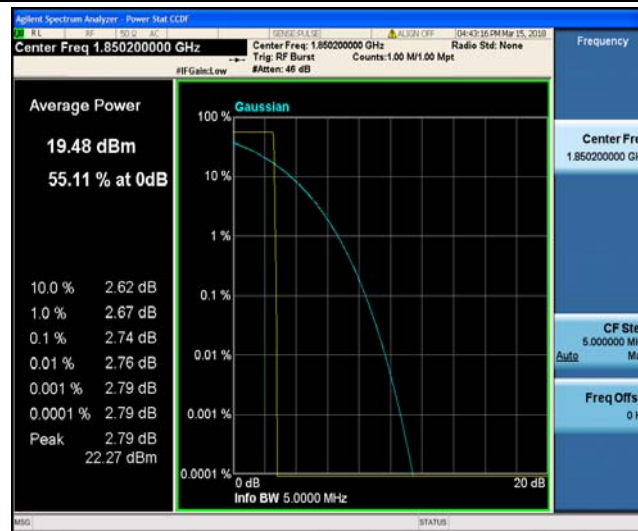 Agilent Spectrum Analyzer - Power Stat CCDF
RL RF 50 Ω AC SENSE:PULSE ALIGN OFF 04:43:16 PM Mar 15, 2018
Center Freq 1.850200000 GHz
Center Freq: 1.850200000 GHz Radio Std: None
Trig: RF Burst Counts:1.00 M/1.00 Mpt
#IFGain:Low #Atten: 46 dB
Frequency
Average Power
19.48 dBm
55.11 % at 0dB
10.0 % 2.62 dB
1.0 % 2.67 dB
0.1 % 2.74 dB
0.01 % 2.76 dB
0.001 % 2.79 dB
0.0001 % 2.79 dB
Peak 2.79 dB
22.27 dBm
Gaussian
100 %
10 %
1 %
0.1 %
0.01 %
0.001 %
0.0001 %
0 dB 20 dB
Info BW 5.0000 MHz
Center Fre
1.850200000 GH
CF Ste
5.000000 MH
Auto Ma
Freq Offs
0 H
MSG STATUS